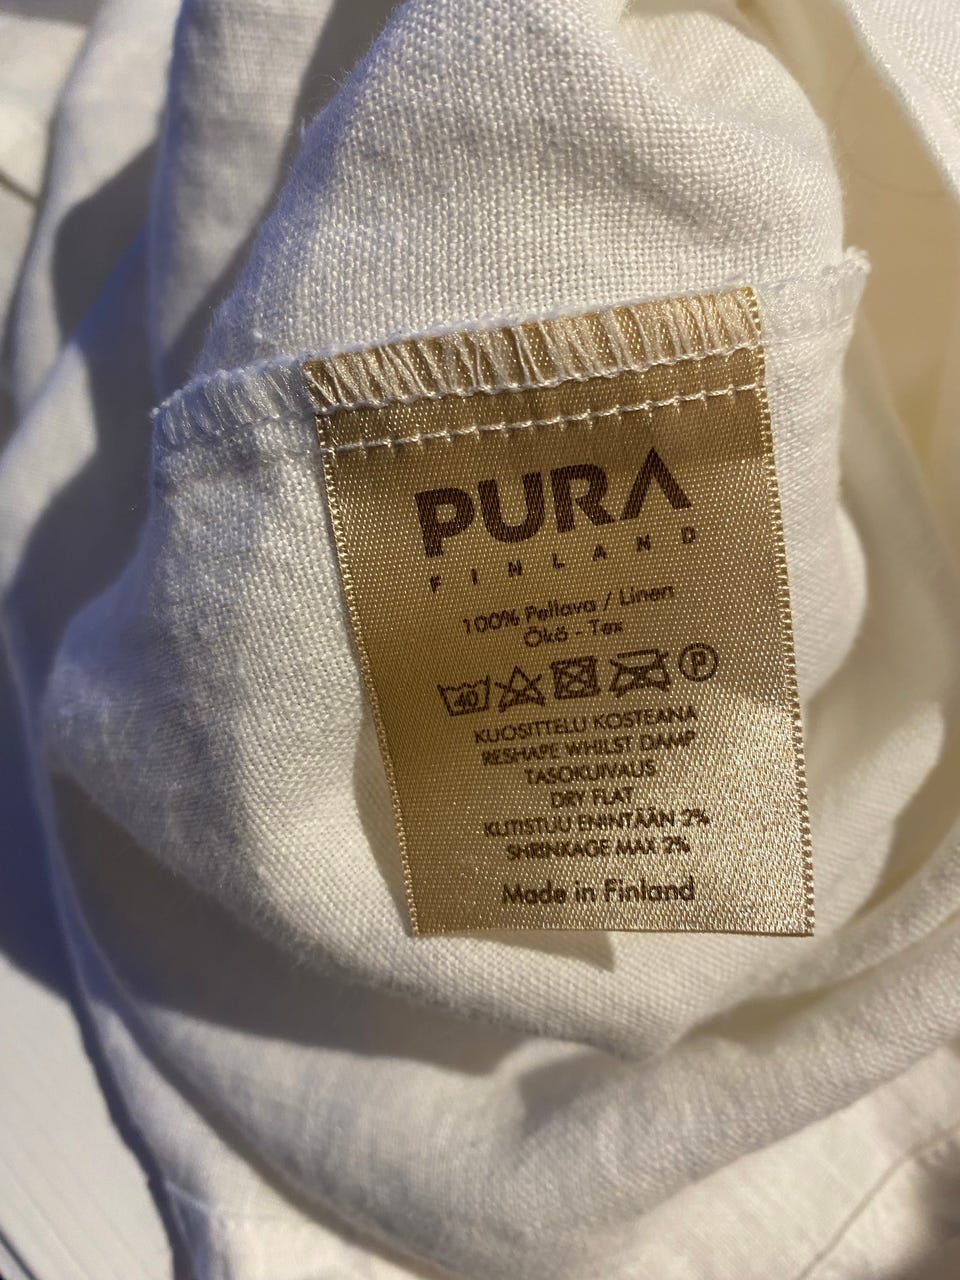 PURA
FINLAND
100% Pellava / Linen
Ökö - Tex
40 P
KUOSITTELU KOSTEANA
RESHAPE WHILST DAMP
TASOKUIVAUS
DRY FLAT
KUTISTUU ENINTÄÄN 2%
SHRINKAGE MAX 2%
Made in Finland